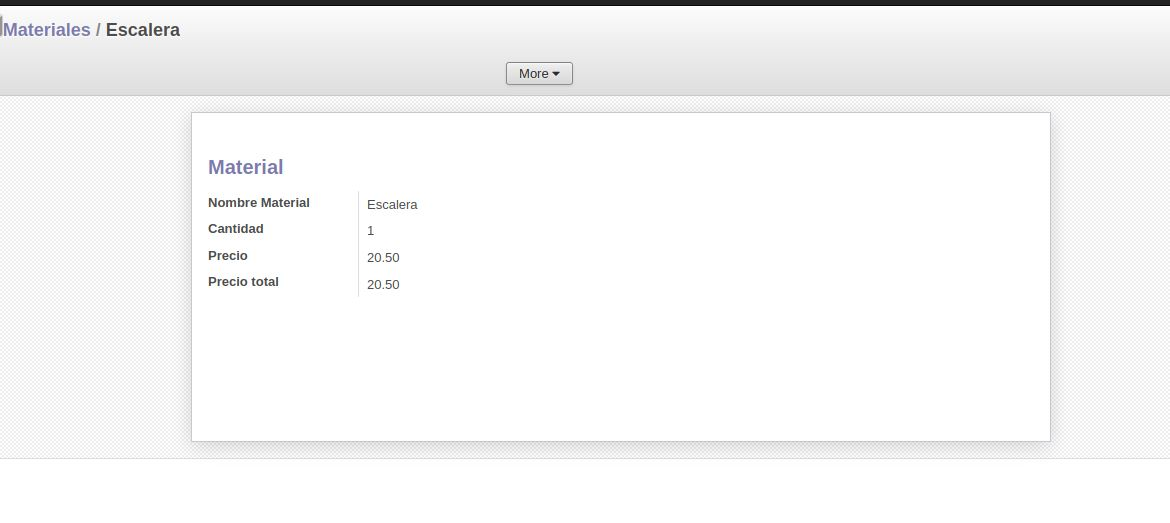 Materiales / Escalera
More
Material
Nombre Material Escalera
Cantidad 1
Precio 20.50
Precio total 20.50